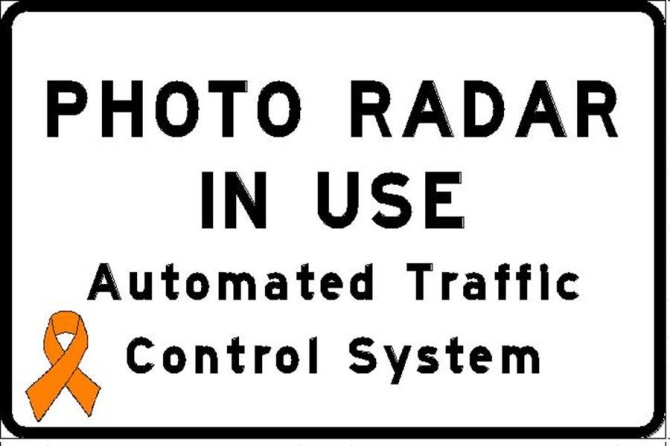 PHOTO RADAR
IN USE
Automated Traffic
Control System